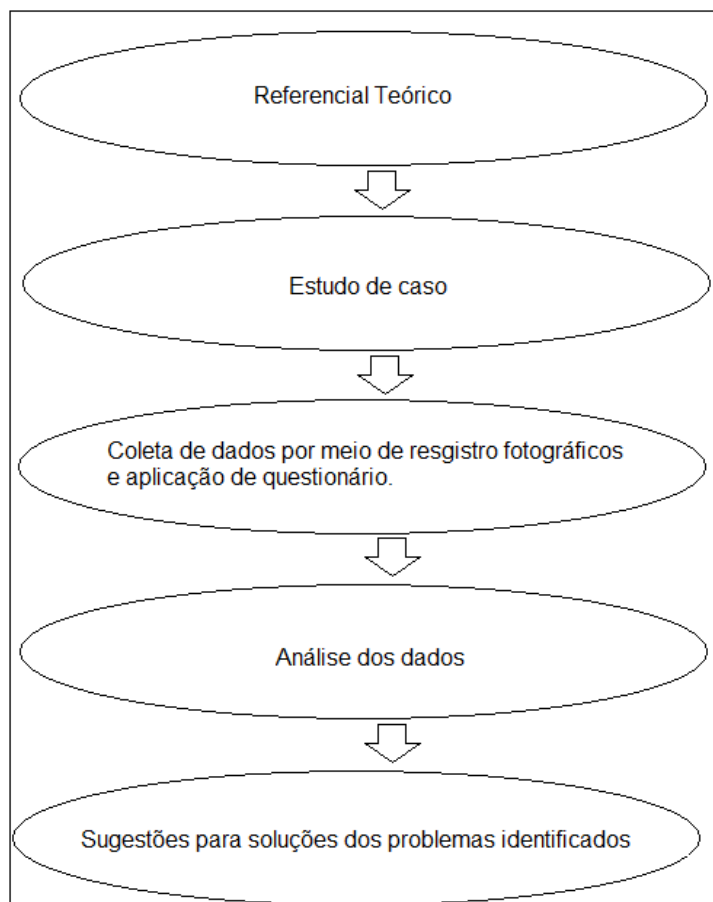 Referencial Teórico
Estudo de caso
Coleta de dados por meio de resgistro fotográficos
e aplicação de questionário.
Análise dos dados
Sugestões para soluções dos problemas identificados